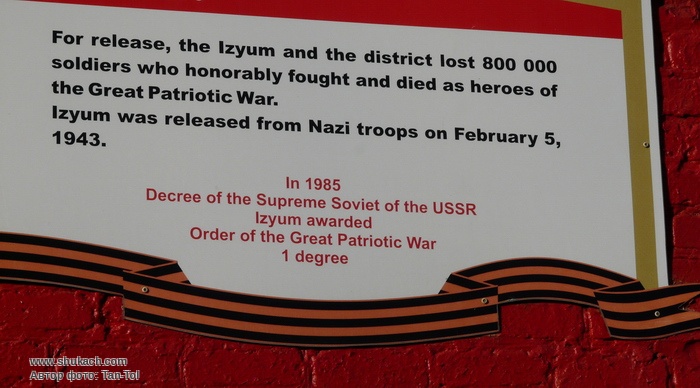 For release, the Izyum and the district lost 800 000
soldiers who honorably fought and died as heroes of
the Great Patriotic War.
Izyum was released from Nazi troops on February 5,
1943.
In 1985
Decree of the Supreme Soviet of the USSR
Izyum awarded
Order of the Great Patriotic War
1 degree
www.shukach.com
Автор фото: Tan-Tol